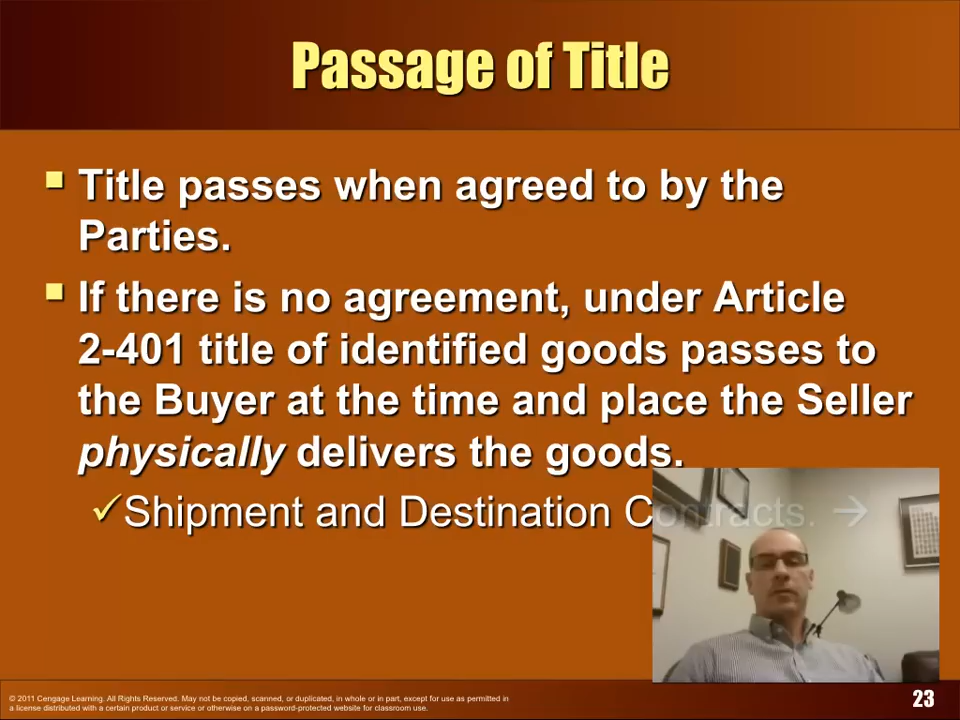 Passage of Title
Title passes when agreed to by the
Parties.
If there is no agreement, under Article
2-401 title of identified goods passes to
the Buyer at the time and place the Seller
physically delivers the goods.
Shipment and Destination Contracts. →
© 2011 Cengage Learning. All Rights Reserved. May not be copied, scanned, or duplicated, in whole or in part, except for use as permitted in
a license distributed with a certain product or service or otherwise on a password-protected website for classroom use.
23